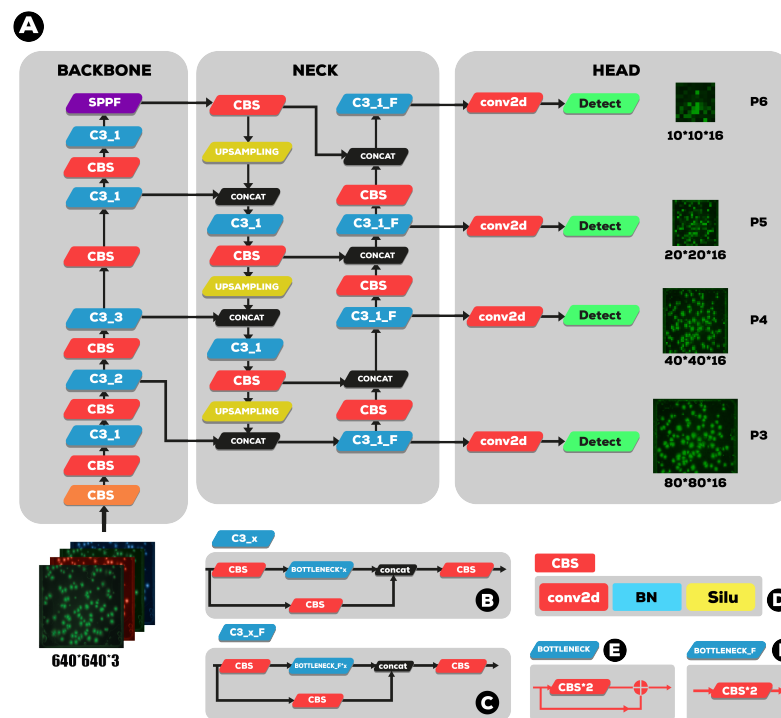 A
BACKBONE
NECK
HEAD
SPPF
C3_1
CBS
C3_1
CBS
C3_3
CBS
C3_2
CBS
C3_1
CBS
CBS
640*640*3
CBS
UPSAMPLING
CONCAT
C3_1
CBS
UPSAMPLING
CONCAT
C3_1
CBS
UPSAMPLING
CONCAT
C3_1_F
CONCAT
CBS
C3_1_F
CONCAT
CBS
C3_1_F
CONCAT
CBS
C3_1_F
conv2d
Detect
10*10*16
P6
conv2d
Detect
20*20*16
P5
conv2d
Detect
40*40*16
P4
conv2d
Detect
80*80*16
P3
C3_x
CBS
BOTTLENECK*x
concat
CBS
CBS
B
C3_x_F
CBS
BOTTLENECK_F*x
concat
CBS
CBS
C
CBS
conv2d
BN
Silu
D
BOTTLENECK
E
CBS*2
BOTTLENECK_F
CBS*2